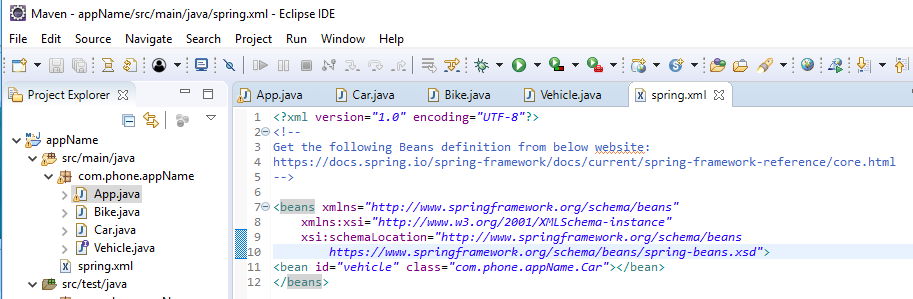 Maven - appName/src/main/java/spring.xml - Eclipse IDE
File Edit Source Navigate Search Project Run Window Help
Project Explorer
App.java Car.java Bike.java Vehicle.java spring.xml
appName
src/main/java
com.phone.appName
App.java
Bike.java
Car.java
Vehicle.java
spring.xml
src/test/java
1 <?xml version="1.0" encoding="UTF-8"?>
2 <!--
3 Get the following Beans definition from below website:
4 https://docs.spring.io/spring-framework/docs/current/spring-framework-reference/core.html
5 -->
6
7 <beans xmlns="http://www.springframework.org/schema/beans"
8 xmlns:xsi="http://www.w3.org/2001/XMLSchema-instance"
9 xsi:schemaLocation="http://www.springframework.org/schema/beans
10 https://www.springframework.org/schema/beans/spring-beans.xsd">
11 <bean id="vehicle" class="com.phone.appName.Car"></bean>
12 </beans>